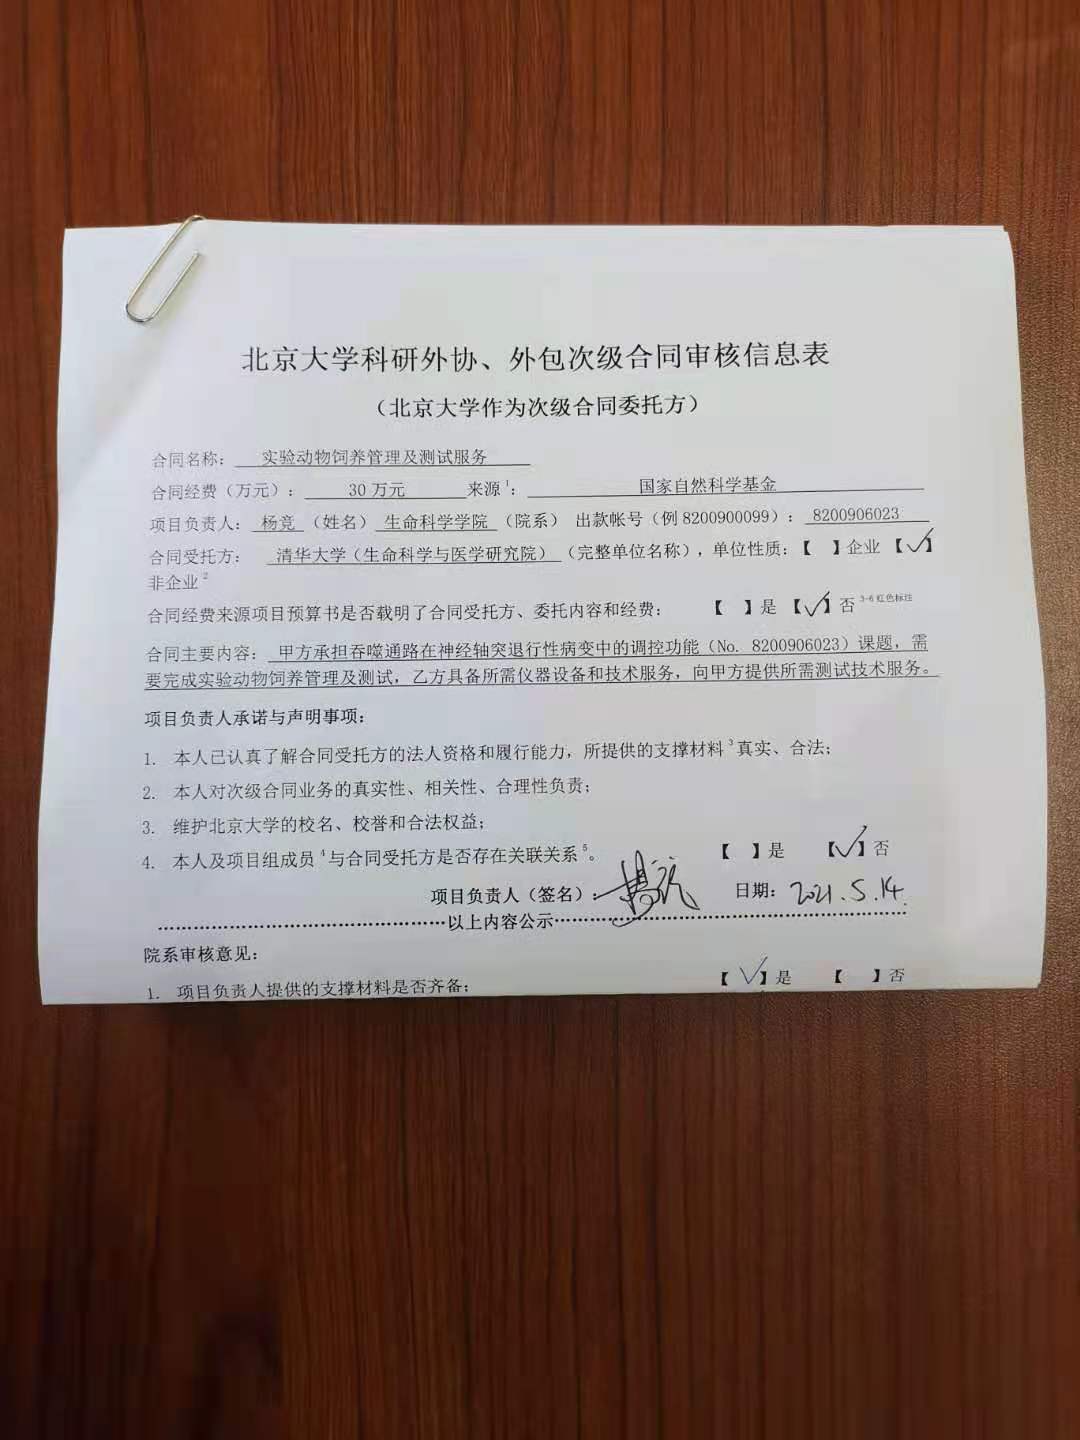 北京大学科研外协、外包次级合同审核信息表
（北京大学作为次级合同委托方）
合同名称： 实验动物饲养管理及测试服务
合同经费（万元）： 30 万元 来源1： 国家自然科学基金
项目负责人： 杨竞 （姓名） 生命科学学院 （院系） 出款帐号（例 8200900099）： 8200906023
合同受托方： 清华大学（生命科学与医学研究院） （完整单位名称），单位性质：【 】企业 【√】
非企业2
合同经费来源项目预算书是否载明了合同受托方、委托内容和经费： 【 】是 【√】否 3-6 红色标注
合同主要内容： 甲方承担吞噬通路在神经轴突退行性病变中的调控功能（No. 8200906023）课题，需
要完成实验动物饲养管理及测试，乙方具备所需仪器设备和技术服务，向甲方提供所需测试技术服务。
项目负责人承诺与声明事项：
1. 本人已认真了解合同受托方的法人资格和履行能力，所提供的支撑材料3真实、合法；
2. 本人对次级合同业务的真实性、相关性、合理性负责；
3. 维护北京大学的校名、校誉和合法权益；
4. 本人及项目组成员4与合同受托方是否存在关联关系5。 【 】是 【√】否
项目负责人（签名）： 日期： 2021.5.14.
……………………………………………以上内容公示……………………………………………
院系审核意见：
1. 项目负责人提供的支撑材料是否齐备； 【√】是 【 】否